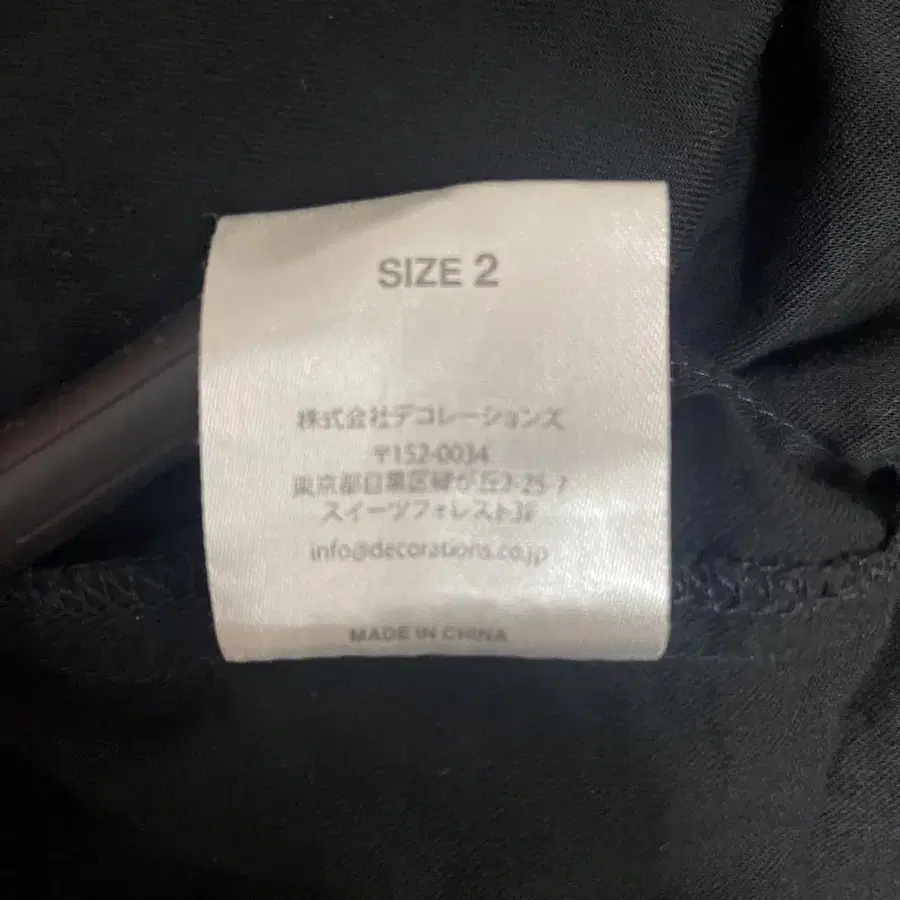 SIZE 2
株式会社デコレーションズ
〒152-0034
東京都目黒区緑が丘2-25-7
スイーツフォレスト3F
info@decorations.co.jp
MADE IN CHINA